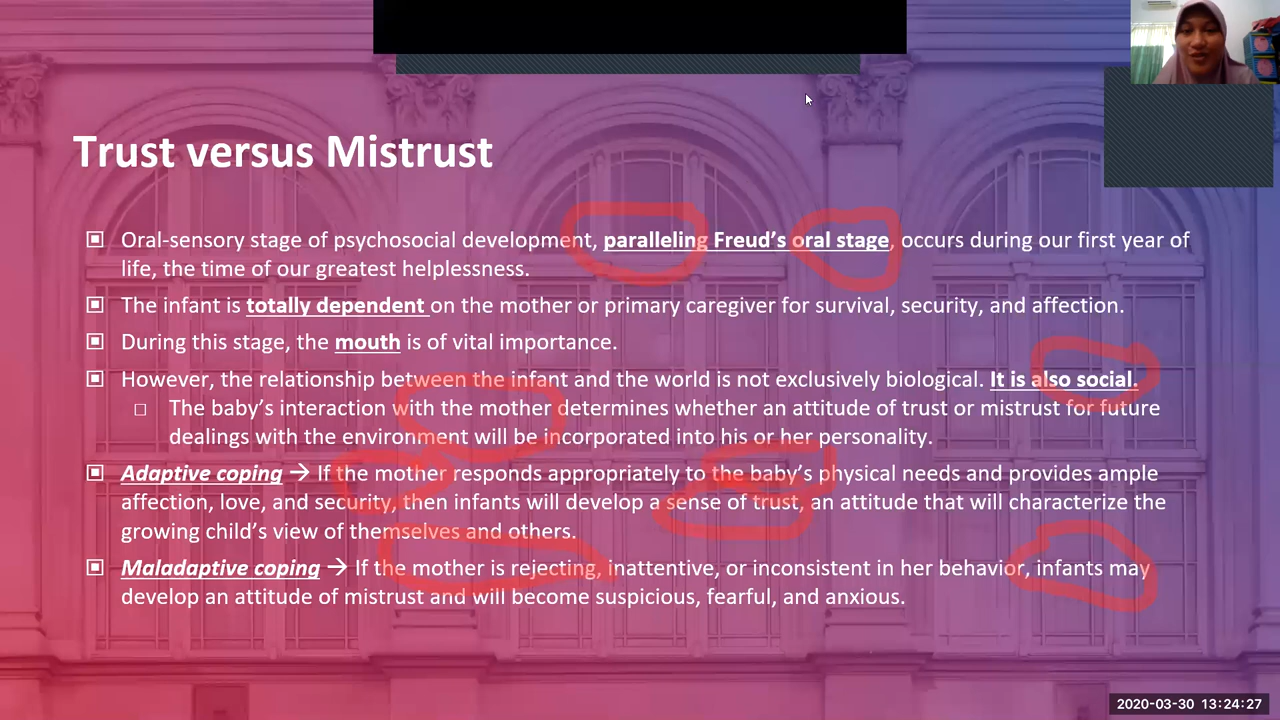 Trust versus Mistrust
Oral-sensory stage of psychosocial development, paralleling Freud's oral stage, occurs during our first year of
life, the time of our greatest helplessness.
The infant is totally dependent on the mother or primary caregiver for survival, security, and affection.
During this stage, the mouth is of vital importance.
However, the relationship between the infant and the world is not exclusively biological. It is also social.
The baby's interaction with the mother determines whether an attitude of trust or mistrust for future
dealings with the environment will be incorporated into his or her personality.
Adaptive coping → If the mother responds appropriately to the baby's physical needs and provides ample
affection, love, and security, then infants will develop a sense of trust, an attitude that will characterize the
growing child's view of themselves and others.
Maladaptive coping → If the mother is rejecting, inattentive, or inconsistent in her behavior, infants may
develop an attitude of mistrust and will become suspicious, fearful, and anxious.
2020-03-30 13:24:27